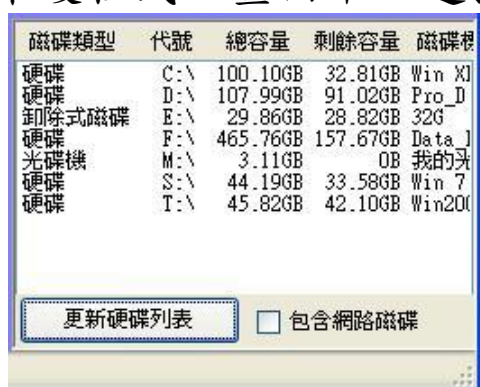 磁碟類型 代號 總容量 剩餘容量 磁碟
硬碟 C:\ 100.10GB 32.81GB Win
硬碟 D:\ 107.99GB 91.02GB Pro_D
卸除式磁碟 E:\ 29.86GB 28.82GB 32G
硬碟 F:\ 465.76GB 157.67GB Data_
光碟機 M:\ 3.11GB 0B 我的
硬碟 S:\ 44.19GB 33.58GB Win 7
硬碟 T:\ 45.82GB 42.10GB Win20
更新硬碟列表 包含網路磁碟